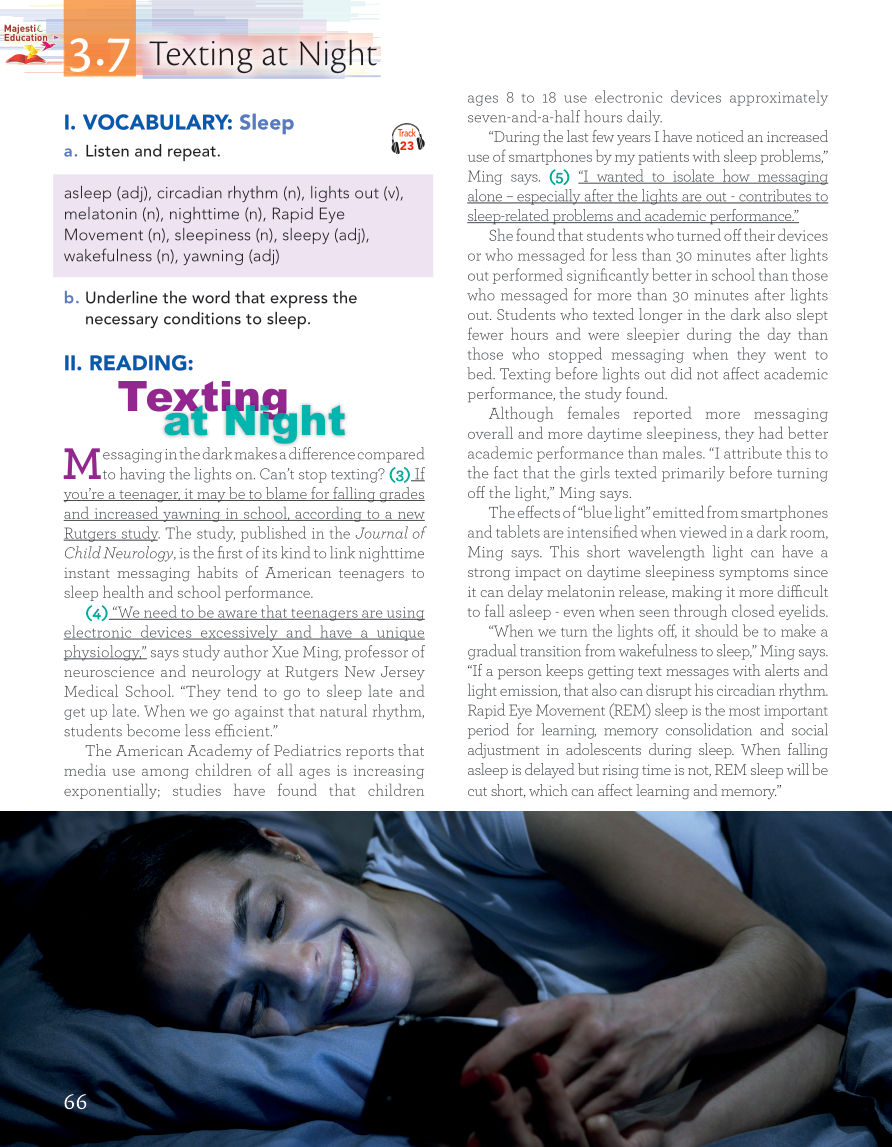 Majesti
Education
3.7 Texting at Night
I. VOCABULARY: Sleep
a. Listen and repeat.
Track
23
asleep (adj), circadian rhythm (n), lights out (v),
melatonin (n), nighttime (n), Rapid Eye
Movement (n), sleepiness (n), sleepy (adj),
wakefulness (n), yawning (adj)
b. Underline the word that express the
necessary conditions to sleep.
II. READING:
Texting
at Night
Messaging in the dark makes a difference compared
to having the lights on. Can't stop texting? (3) If
you're a teenager, it may be to blame for falling grades
and increased yawning in school, according to a new
Rutgers study. The study, published in the Journal of
Child Neurology, is the first of its kind to link nighttime
instant messaging habits of American teenagers to
sleep health and school performance.
(4) “We need to be aware that teenagers are using
electronic devices excessively and have a unique
physiology,” says study author Xue Ming, professor of
neuroscience and neurology at Rutgers New Jersey
Medical School. “They tend to go to sleep late and
get up late. When we go against that natural rhythm,
students become less efficient.”
The American Academy of Pediatrics reports that
media use among children of all ages is increasing
exponentially; studies have found that children
ages 8 to 18 use electronic devices approximately
seven-and-a-half hours daily.
“During the last few years I have noticed an increased
use of smartphones by my patients with sleep problems,”
Ming says. (5) “I wanted to isolate how messaging
alone – especially after the lights are out - contributes to
sleep-related problems and academic performance.”
She found that students who turned off their devices
or who messaged for less than 30 minutes after lights
out performed significantly better in school than those
who messaged for more than 30 minutes after lights
out. Students who texted longer in the dark also slept
fewer hours and were sleepier during the day than
those who stopped messaging when they went to
bed. Texting before lights out did not affect academic
performance, the study found.
Although females reported more messaging
overall and more daytime sleepiness, they had better
academic performance than males. “I attribute this to
the fact that the girls texted primarily before turning
off the light,” Ming says.
The effects of “blue light” emitted from smartphones
and tablets are intensified when viewed in a dark room,
Ming says. This short wavelength light can have a
strong impact on daytime sleepiness symptoms since
it can delay melatonin release, making it more difficult
to fall asleep - even when seen through closed eyelids.
“When we turn the lights off, it should be to make a
gradual transition from wakefulness to sleep,” Ming says.
“If a person keeps getting text messages with alerts and
light emission, that also can disrupt his circadian rhythm.
Rapid Eye Movement (REM) sleep is the most important
period for learning, memory consolidation and social
adjustment in adolescents during sleep. When falling
asleep is delayed but rising time is not, REM sleep will be
cut short, which can affect learning and memory.”
66